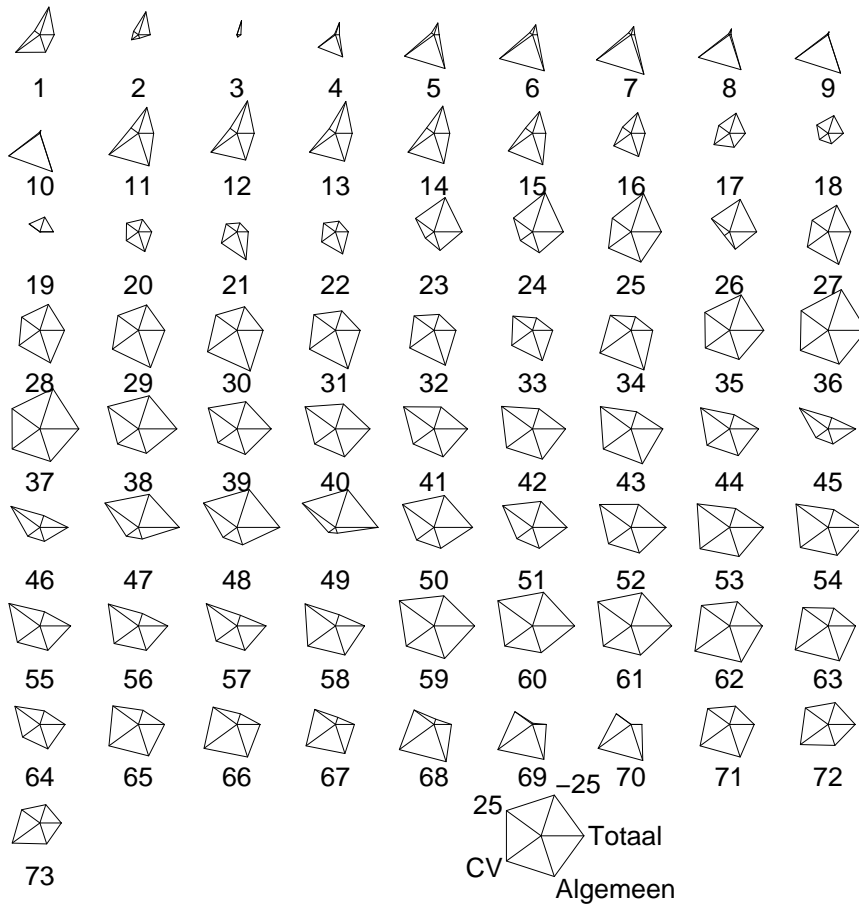 1 2 3 4 5 6 7 8 9
10 11 12 13 14 15 16 17 18
19 20 21 22 23 24 25 26 27
28 29 30 31 32 33 34 35 36
37 38 39 40 41 42 43 44 45
46 47 48 49 50 51 52 53 54
55 56 57 58 59 60 61 62 63
64 65 66 67 68 69 70 71 72
−25
25
Totaal
CV
73
Algemeen